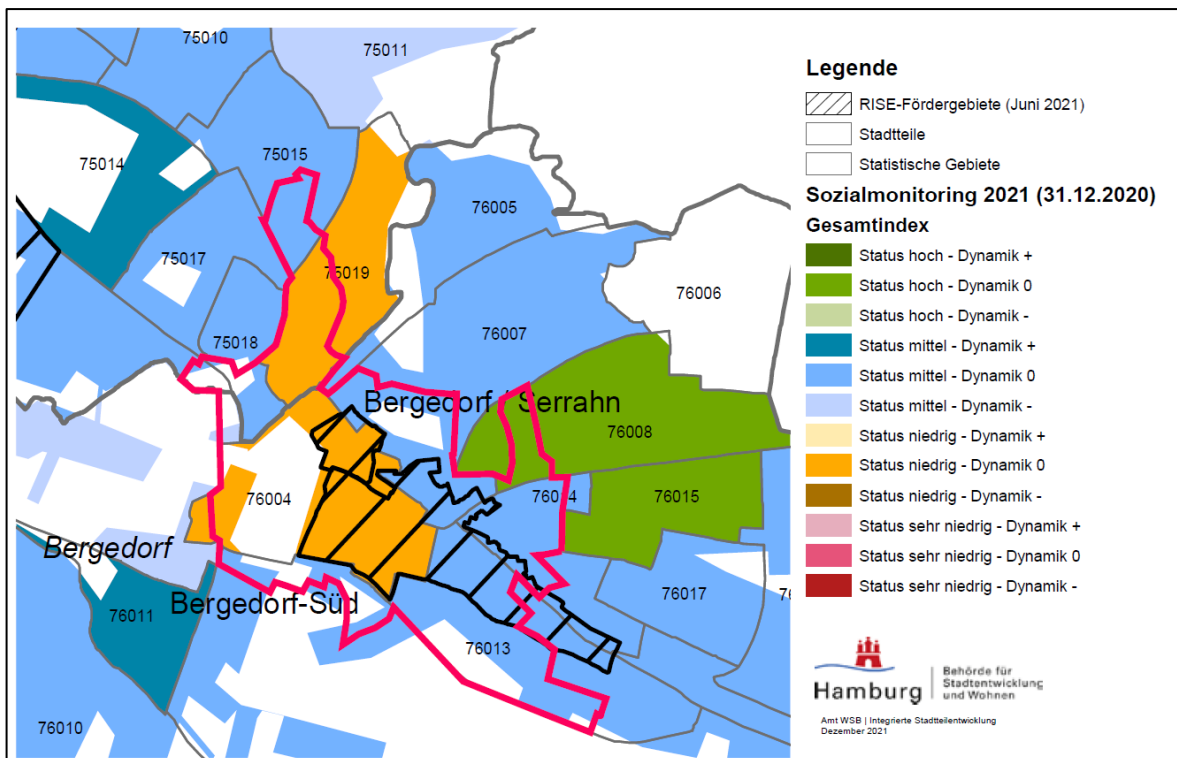 75010
75011
75014
75015
76005
75017
75019
76006
76007
75018
Bergedorf / Serrahn
76008
76004
76014
76015
Bergedorf
76017
Bergedorf-Süd
76011
76013
76010
Legende
RISE-Fördergebiete (Juni 2021)
Stadtteile
Statistische Gebiete
Sozialmonitoring 2021 (31.12.2020)
Gesamtindex
Status hoch - Dynamik +
Status hoch - Dynamik 0
Status hoch - Dynamik -
Status mittel - Dynamik +
Status mittel - Dynamik 0
Status mittel - Dynamik -
Status niedrig - Dynamik +
Status niedrig - Dynamik 0
Status niedrig - Dynamik -
Status sehr niedrig - Dynamik +
Status sehr niedrig - Dynamik 0
Status sehr niedrig - Dynamik -
Hamburg
Behörde für
Stadtentwicklung
und Wohnen
Amt WSB | Integrierte Stadtteilentwicklung
Dezember 2021